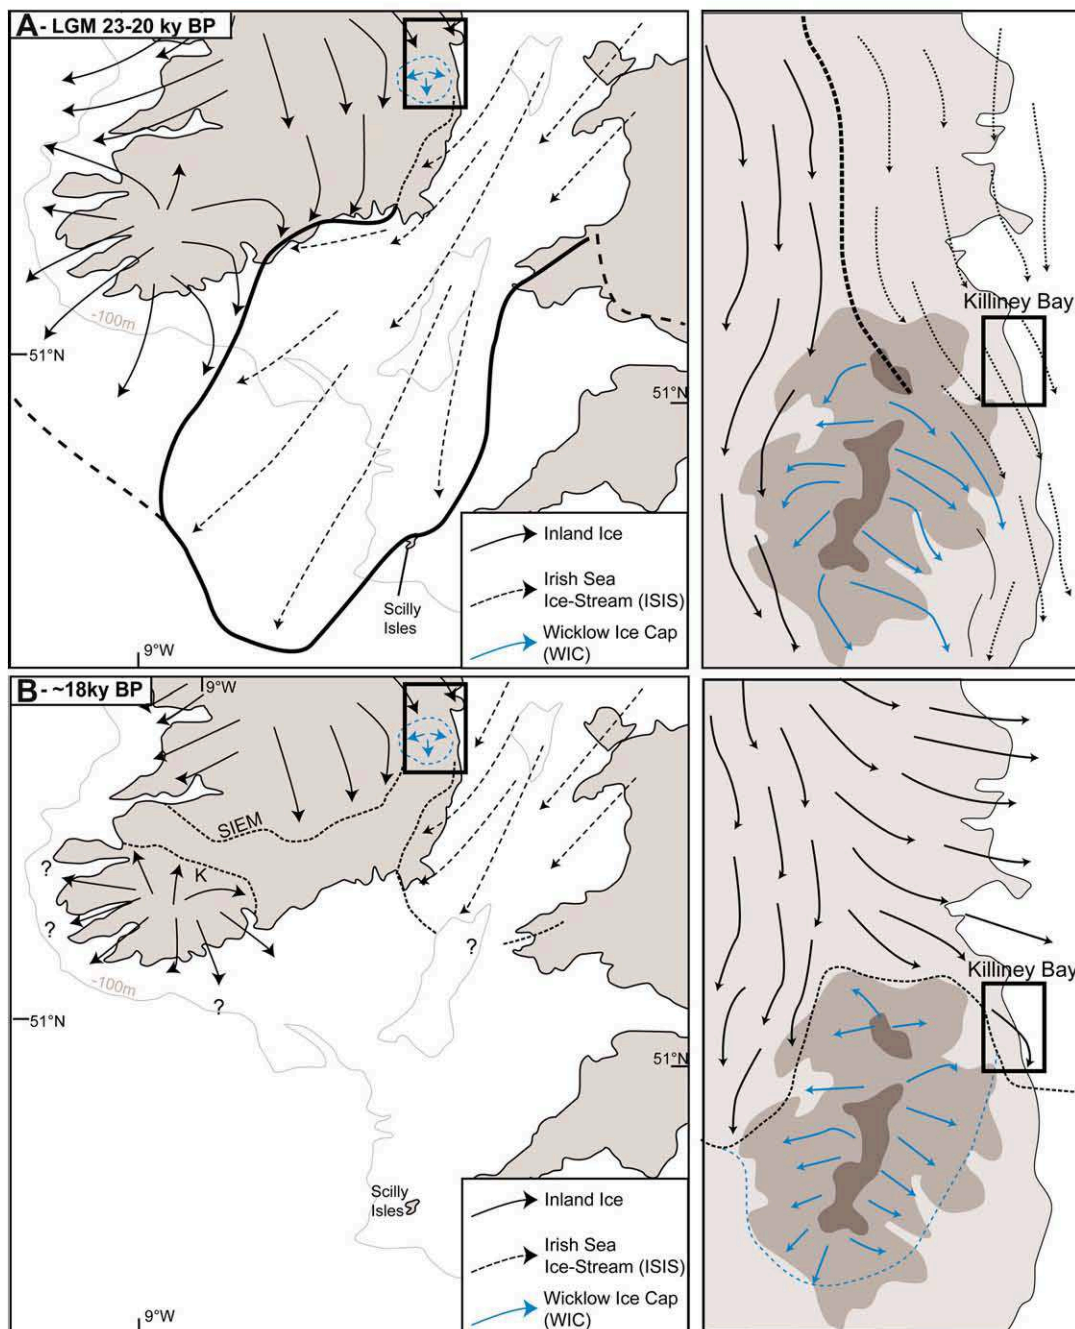 A - LGM 23-20 ky BP
-100m
51°N
51°N
Inland Ice
Irish Sea
Ice-Stream (ISIS)
Wicklow Ice Cap
(WIC)
Scilly
Isles
9°W
Killiney Bay
B - ~18ky BP
9°W
SIEM
?
K
?
?
?
-100m
51°N
51°N
Scilly
Isles
Inland Ice
Irish Sea
Ice-Stream (ISIS)
Wicklow Ice Cap
(WIC)
9°W
Killiney Bay